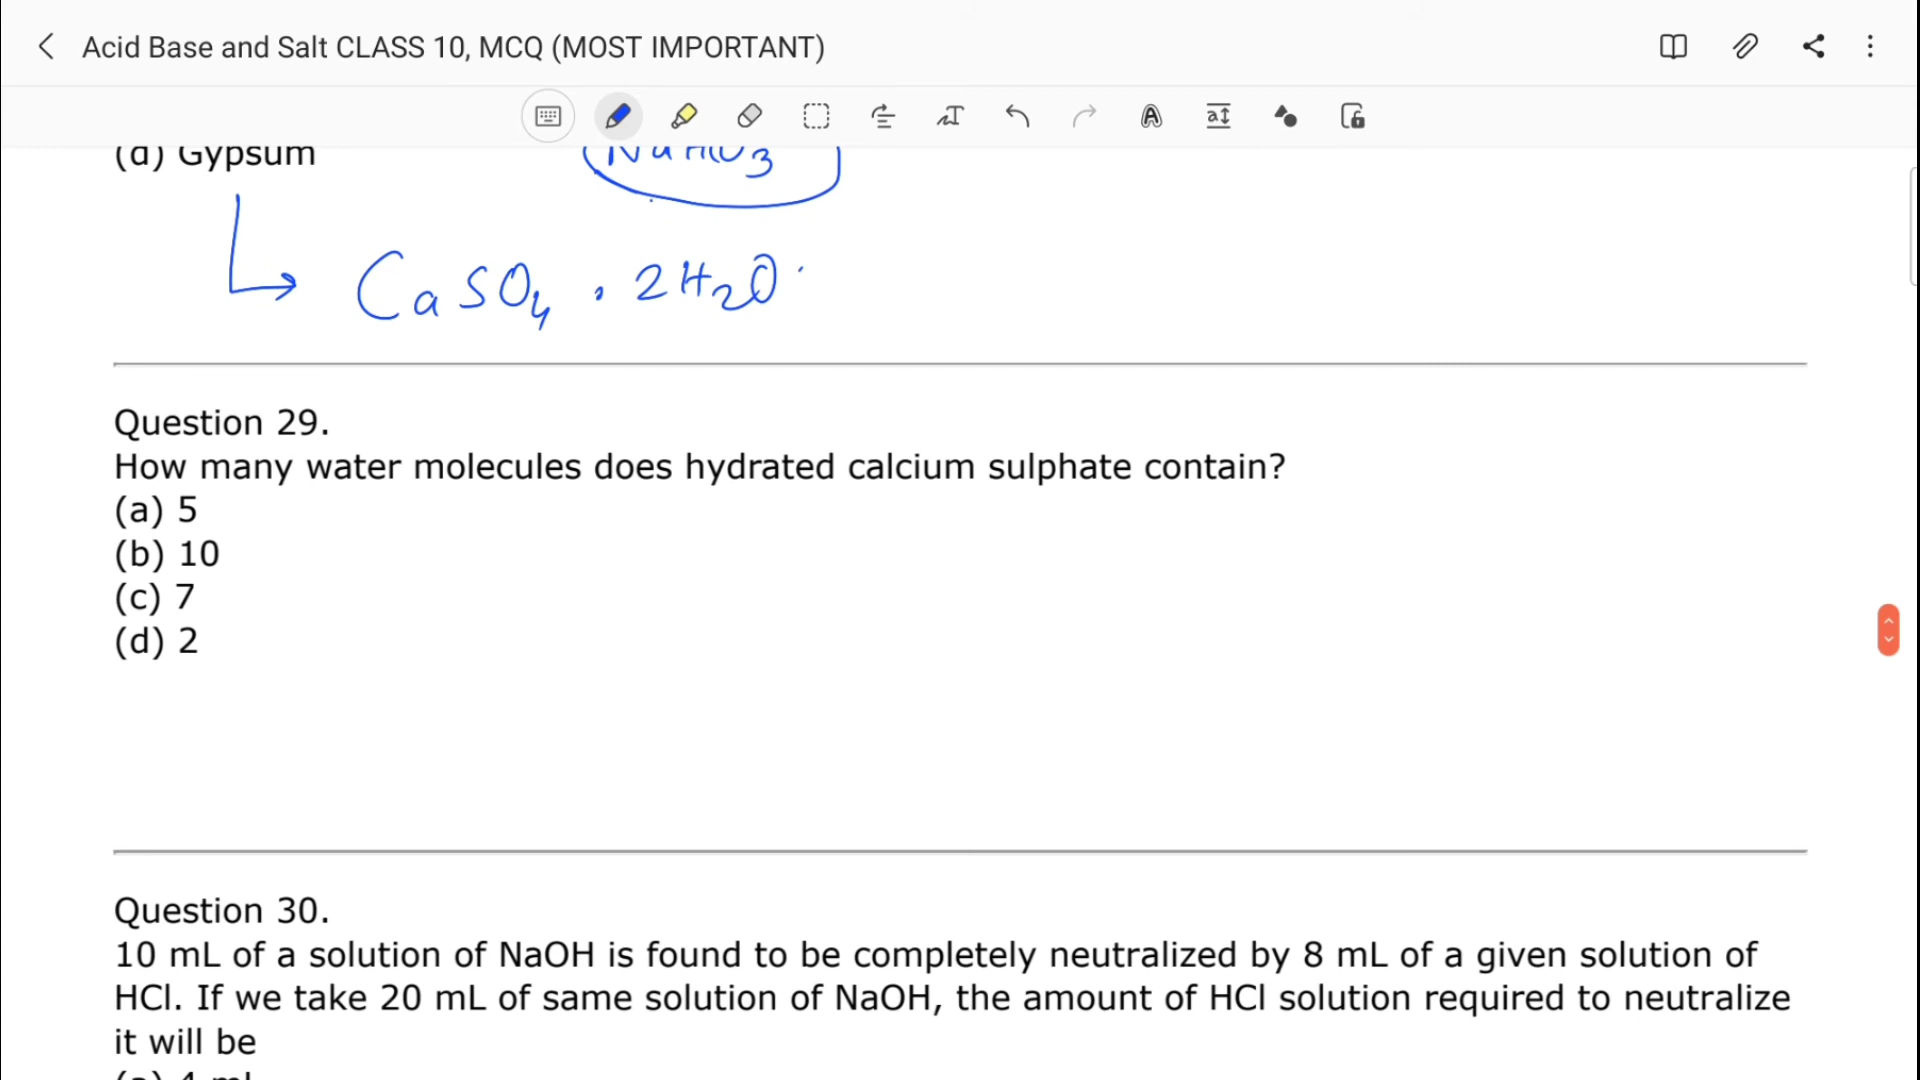 Acid Base and Salt CLASS 10, MCQ (MOST IMPORTANT)
(d) Gypsum
CaSO4 . 2H2O
Question 29.
How many water molecules does hydrated calcium sulphate contain?
(a) 5
(b) 10
(c) 7
(d) 2
Question 30.
10 mL of a solution of NaOH is found to be completely neutralized by 8 mL of a given solution of
HCl. If we take 20 mL of same solution of NaOH, the amount of HCl solution required to neutralize
it will be